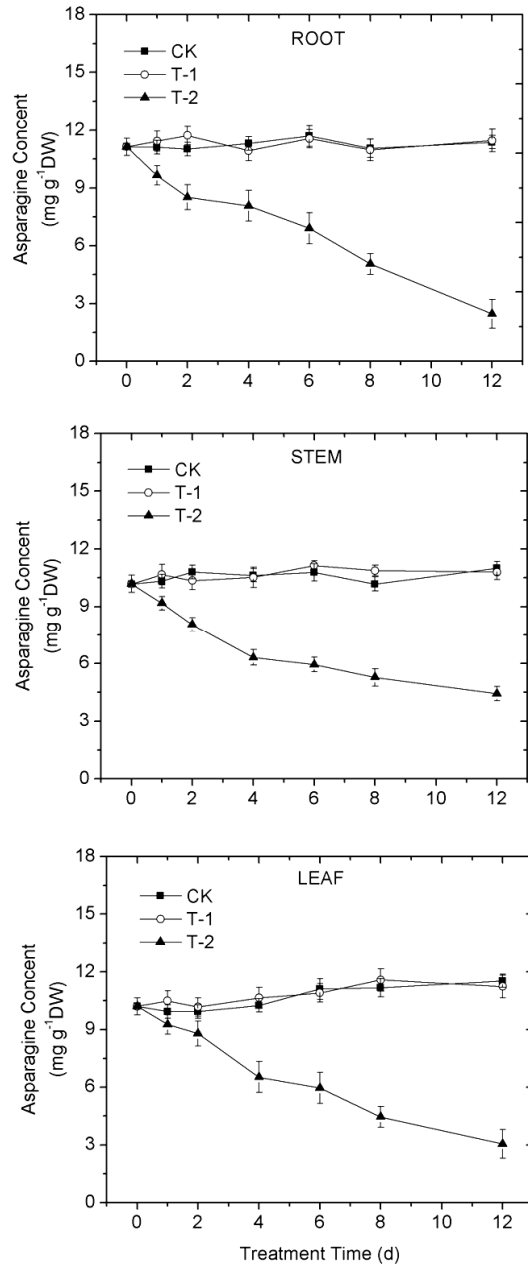 ROOT
CK
T-1
T-2
18
15
12
9
6
3
0
Asparagine Concent
(mg g⁻¹DW)
0 2 4 6 8 10 12
STEM
CK
T-1
T-2
18
15
12
9
6
3
0
Asparagine Concent
(mg g⁻¹DW)
0 2 4 6 8 10 12
LEAF
CK
T-1
T-2
18
15
12
9
6
3
0
Asparagine Concent
(mg g⁻¹DW)
0 2 4 6 8 10 12
Treatment Time (d)